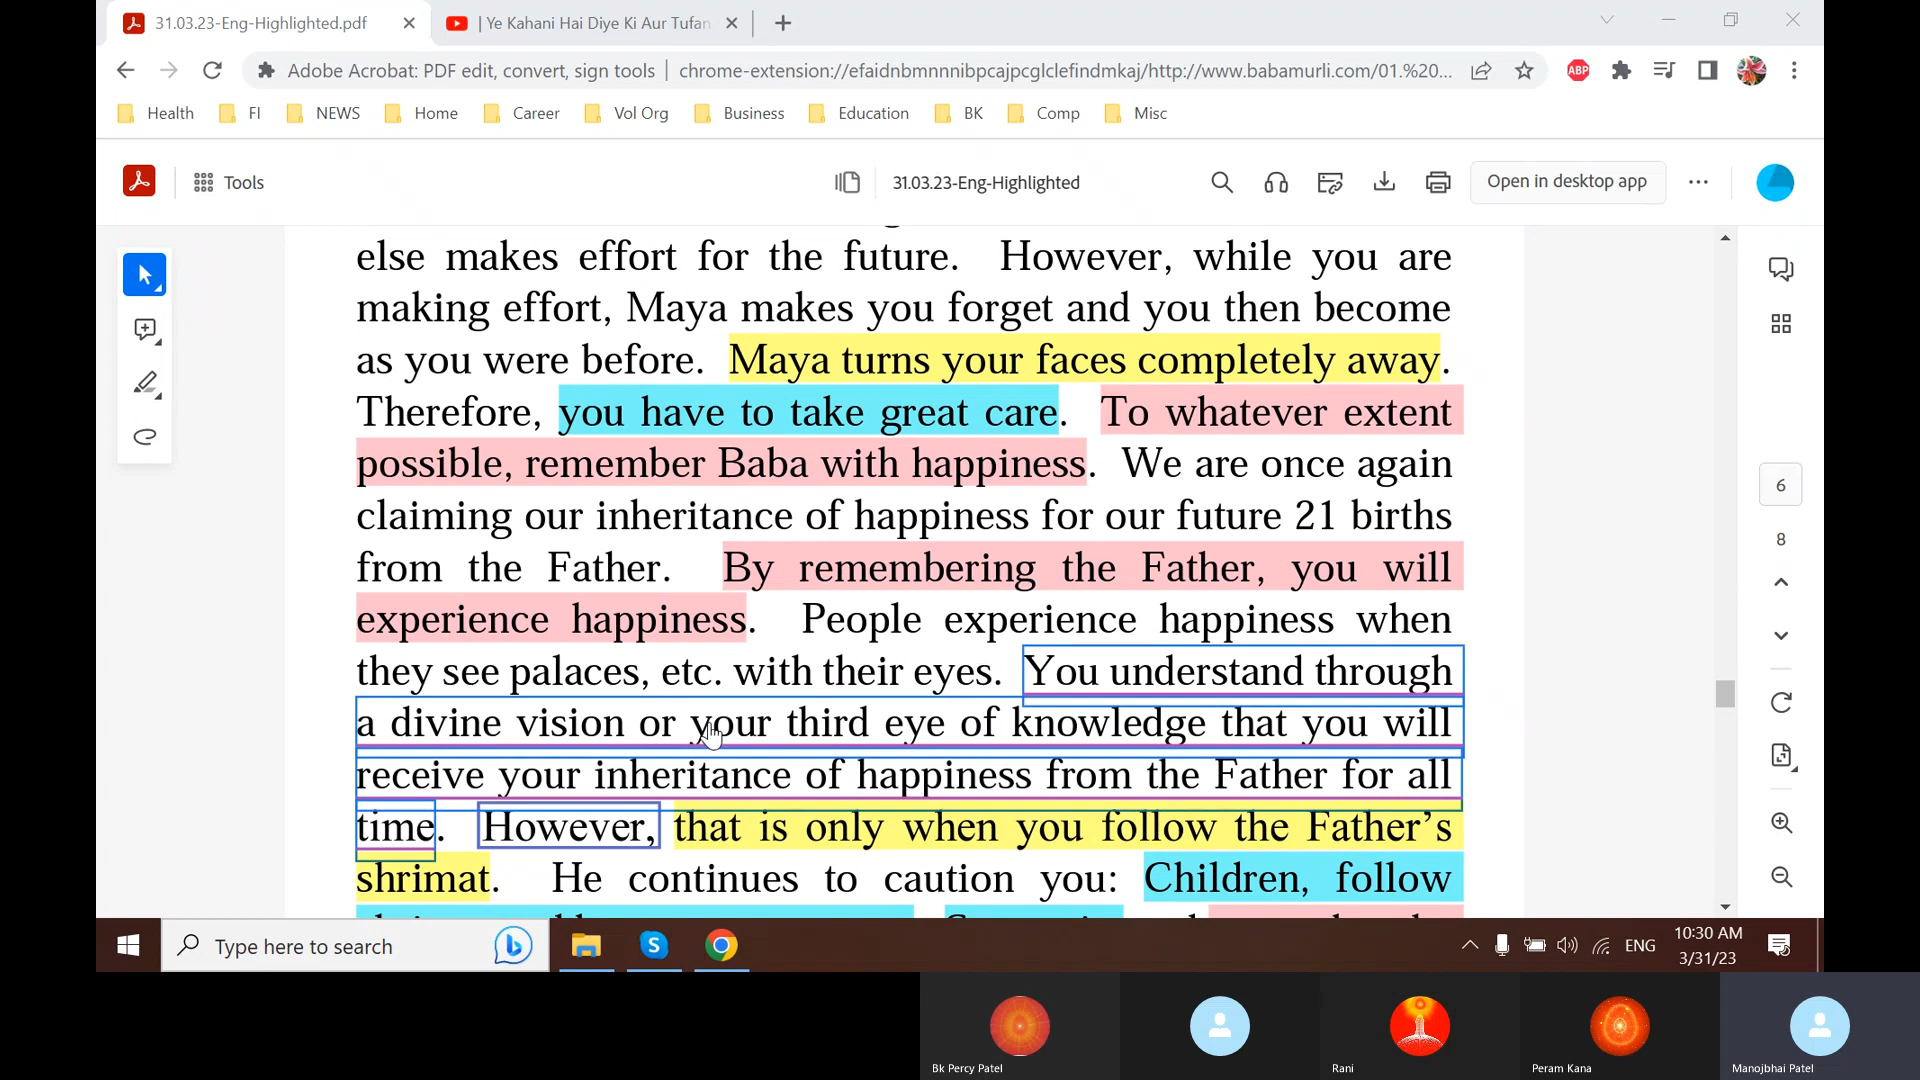 31.03.23-Eng-Highlighted.pdf
| Ye Kahani Hai Diye Ki Aur Tufan
Adobe Acrobat: PDF edit, convert, sign tools
chrome-extension://efaidnbmnnnibpcajpcglclefindmkaj/http://www.babamurli.com/01.%20...
ABP
Health
FI
NEWS
Home
Career
Vol Org
Business
Education
BK
Comp
Misc
Tools
31.03.23-Eng-Highlighted
Open in desktop app
else makes effort for the future. However, while you are
making effort, Maya makes you forget and you then become
as you were before. Maya turns your faces completely away.
Therefore, you have to take great care. To whatever extent
possible, remember Baba with happiness. We are once again
claiming our inheritance of happiness for our future 21 births
from the Father. By remembering the Father, you will
experience happiness. People experience happiness when
they see palaces, etc. with their eyes. You understand through
a divine vision or your third eye of knowledge that you will
receive your inheritance of happiness from the Father for all
time. However, that is only when you follow the Father's
shrimat. He continues to caution you: Children, follow
6
8
Type here to search
ENG
10:30 AM
3/31/23
Bk Percy Patel
Rani
Peram Kana
Manojbhai Patel